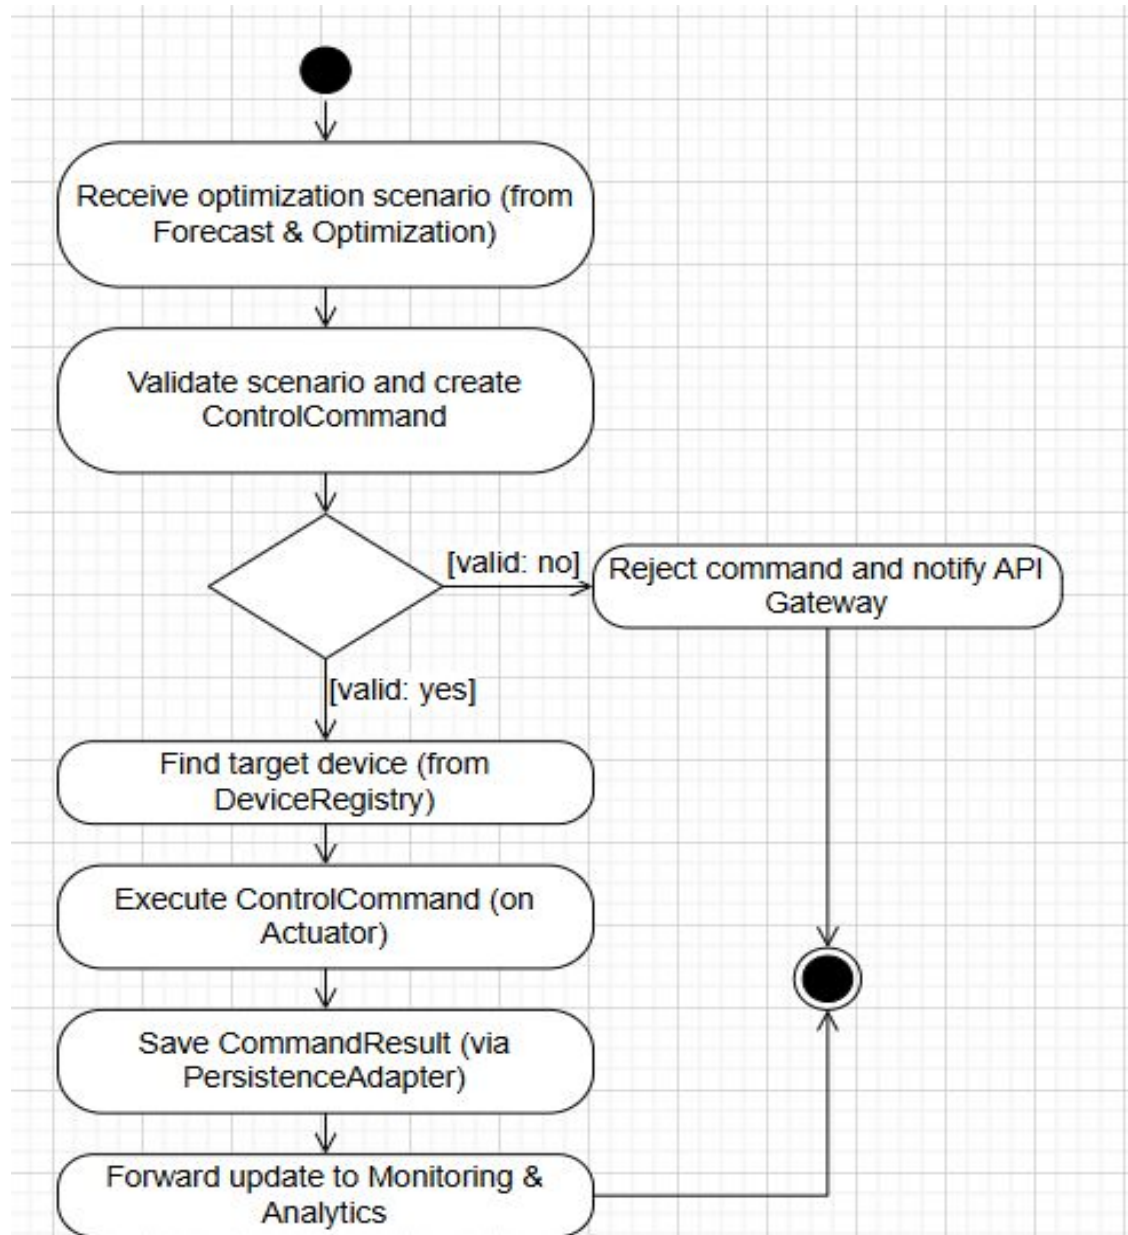 Receive optimization scenario (from
Forecast & Optimization)
Validate scenario and create
ControlCommand
[valid: no]
Reject command and notify API
Gateway
[valid: yes]
Find target device (from
DeviceRegistry)
Execute ControlCommand (on
Actuator)
Save CommandResult (via
PersistenceAdapter)
Forward update to Monitoring &
Analytics